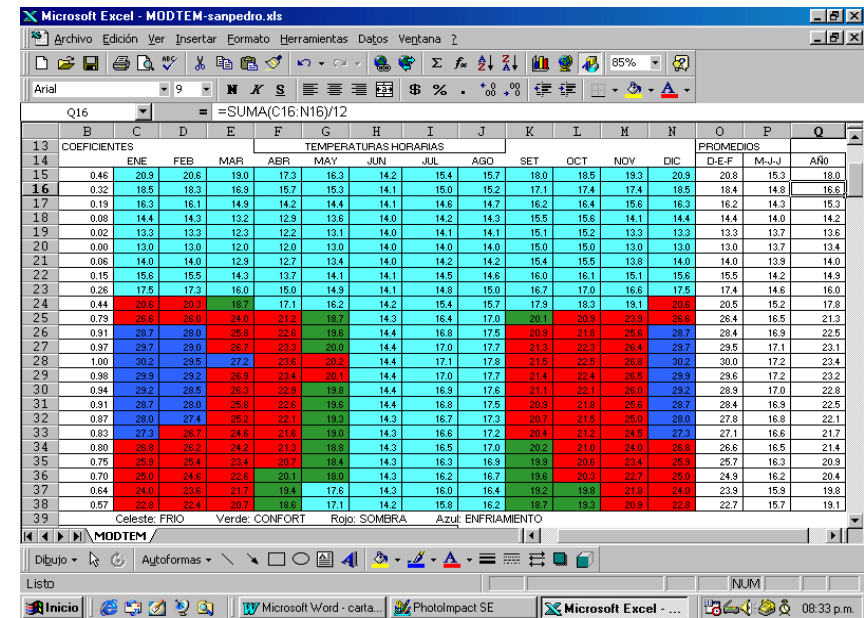 Microsoft Excel - MODTEM-sanpedro.xls
Archivo Edición Ver Insertar Formato Herramientas Datos Ventana ?
85%
Arial 9 N K S $ %
Q16 = =SUMA(C16:N16)/12
B C D E F G H I J K L M N O P Q
13 COEFICIENTES TEMPERATURAS HORARIAS PROMEDIOS
14 ENE FEB MAR ABR MAY JUN JUL AGO SET OCT NOV DIC D-E-F M-J-J AÑO
15 0.46 20.9 20.6 19.0 17.3 16.3 14.2 15.4 15.7 18.0 18.5 19.3 20.9 20.8 15.3 18.0
16 0.32 18.5 18.3 16.9 15.7 15.3 14.1 15.0 15.2 17.1 17.4 17.4 18.5 18.4 14.8 16.6
17 0.19 16.3 16.1 14.9 14.2 14.4 14.1 14.6 14.7 16.2 16.4 15.6 16.3 16.2 14.3 15.3
18 0.08 14.4 14.3 13.2 12.9 13.6 14.0 14.2 14.3 15.5 15.6 14.1 14.4 14.4 14.0 14.2
19 0.02 13.3 13.3 12.3 12.2 13.1 14.0 14.1 14.1 15.1 15.2 13.3 13.3 13.3 13.7 13.6
20 0.00 13.0 13.0 12.0 12.0 13.0 14.0 14.0 14.0 15.0 15.0 13.0 13.0 13.0 13.7 13.4
21 0.06 14.0 14.0 12.9 12.7 13.4 14.0 14.2 14.2 15.4 15.5 13.8 14.0 14.0 13.9 14.0
22 0.15 15.6 15.5 14.3 13.7 14.1 14.1 14.5 14.6 16.0 16.1 15.1 15.6 15.5 14.2 14.9
23 0.26 17.5 17.3 16.0 15.0 14.9 14.1 14.8 15.0 16.7 17.0 16.6 17.5 17.4 14.6 16.0
24 0.44 20.6 20.3 18.7 17.1 16.2 14.2 15.4 15.7 17.9 18.3 19.1 20.6 20.5 15.2 17.8
25 0.79 26.6 26.0 24.0 21.2 18.7 14.3 16.4 17.0 20.1 20.9 23.9 26.6 26.4 16.5 21.3
26 0.91 28.7 28.0 25.8 22.6 19.6 14.4 16.8 17.5 20.9 21.8 25.6 28.7 28.4 16.9 22.5
27 0.97 29.7 29.0 26.7 23.3 20.0 14.4 17.0 17.7 21.3 22.3 26.4 29.7 29.5 17.1 23.1
28 1.00 30.2 29.5 27.2 23.6 20.2 14.4 17.1 17.8 21.5 22.5 26.8 30.2 30.0 17.2 23.4
29 0.98 29.9 29.2 26.9 23.4 20.1 14.4 17.0 17.7 21.4 22.4 26.5 29.9 29.6 17.2 23.2
30 0.94 29.2 28.5 26.3 22.9 19.8 14.4 16.9 17.6 21.1 22.1 26.0 29.2 28.9 17.0 22.8
31 0.91 28.7 28.0 25.8 22.6 19.6 14.4 16.8 17.5 20.9 21.8 25.6 28.7 28.4 16.9 22.5
32 0.87 28.0 27.4 25.2 22.1 19.3 14.3 16.7 17.3 20.7 21.5 25.0 28.0 27.8 16.8 22.1
33 0.83 27.3 26.7 24.6 21.6 19.0 14.3 16.6 17.2 20.4 21.2 24.5 27.3 27.1 16.6 21.7
34 0.80 26.8 26.2 24.2 21.3 18.8 14.3 16.5 17.0 20.2 21.0 24.0 26.8 26.6 16.5 21.4
35 0.75 25.9 25.4 23.4 20.7 18.4 14.3 16.3 16.9 19.9 20.6 23.4 25.9 25.7 16.3 20.9
36 0.70 25.0 24.6 22.6 20.1 18.0 14.3 16.2 16.7 19.6 20.3 22.7 25.0 24.9 16.2 20.4
37 0.64 24.0 23.6 21.7 19.4 17.6 14.3 16.0 16.4 19.2 19.8 21.8 24.0 23.9 15.9 19.8
38 0.57 22.8 22.4 20.7 18.6 17.1 14.2 15.8 16.2 18.7 19.3 20.9 22.8 22.7 15.7 19.1
39 Celeste: FRIO Verde: CONFORT Rojo: SOMBRA Azul: ENFRIAMIENTO
MODTEM
Dibujo Autoformas
Listo NUM
Inicio Microsoft Word - carta... PhotoImpact SE Microsoft Excel - ... 08:33 p.m.